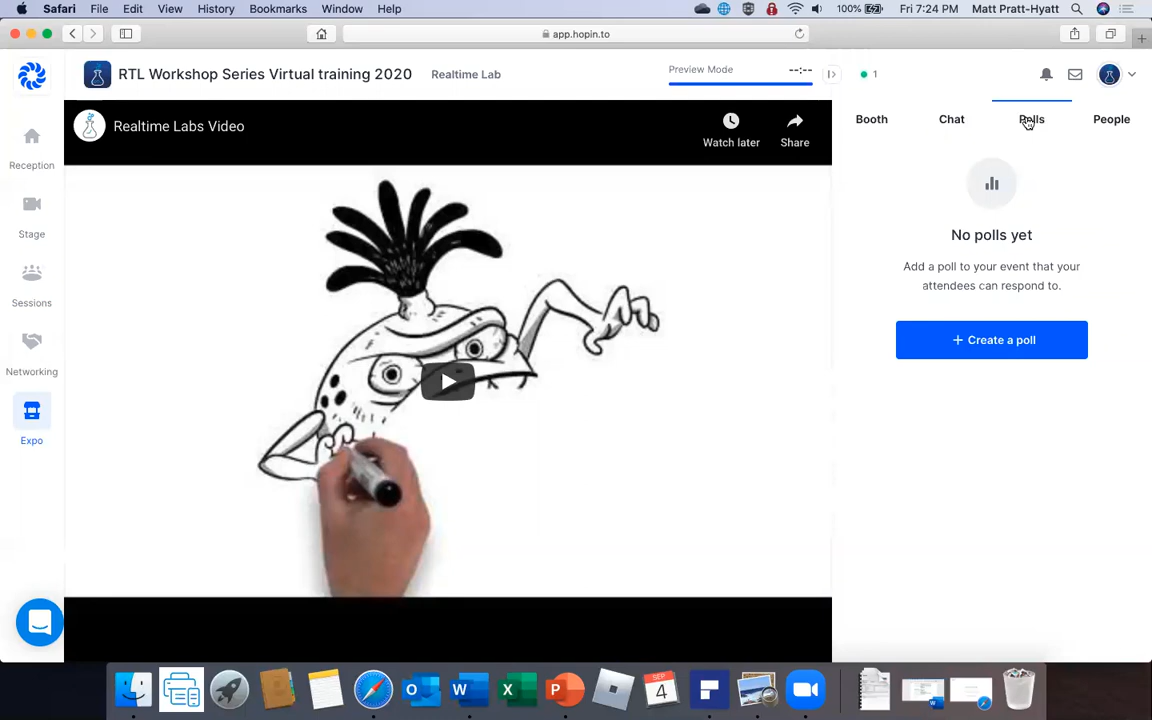 Safari File Edit View History Bookmarks Window Help 100% Fri 7:24 PM Matt Pratt-Hyatt
app.hopin.to
RTL Workshop Series Virtual training 2020 Realtime Lab Preview Mode --:-- 1
Realtime Labs Video
Watch later
Share
Booth Chat Polls People
Reception
Stage
Sessions
Networking
Expo
No polls yet
Add a poll to your event that your
attendees can respond to.
+ Create a poll
SEP
4